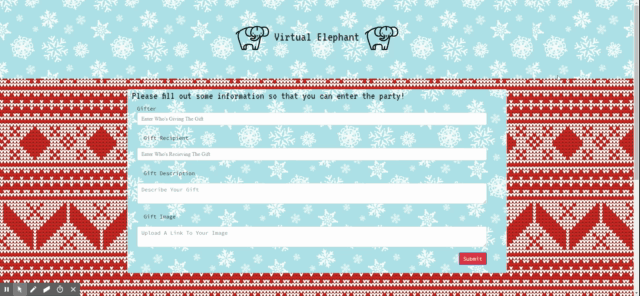 Virtual Elephant
Please fill out some information so that you can enter the party!
Gifter
Enter Who's Giving The Gift
Gift Recipient
Enter Who's Receiving The Gift
Gift Description
Describe Your Gift
Gift Image
Upload A Link To Your Image
Submit